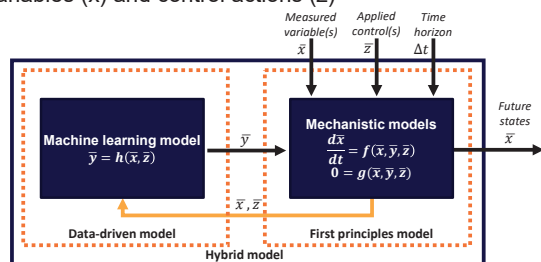 ariables (x) and control actions (z)
Measured
variable(s)
x̄
Applied
control(s)
z̄
Time
horizon
Δt
Future
states
x̄
Machine learning model
ȳ = h(x̄,z̄)
ȳ
Mechanistic models
dx̄/dt = f(x̄,ȳ,z̄)
0 = g(x̄,ȳ,z̄)
x̄ , z̄
Data-driven model
First principles model
Hybrid model